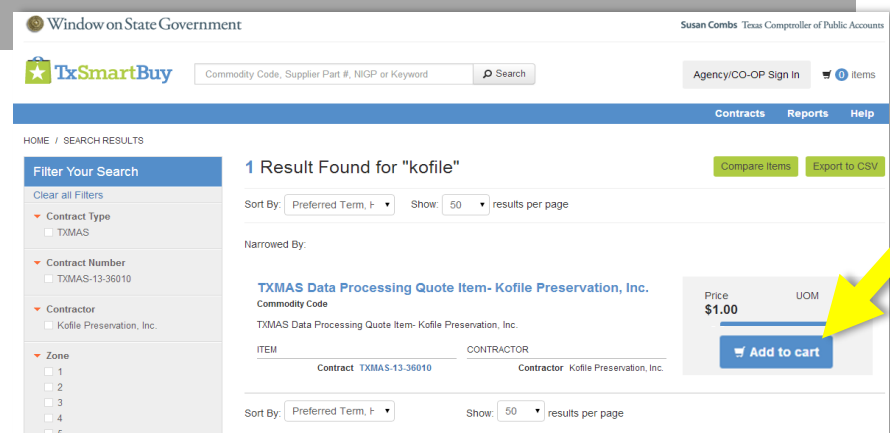 Window on State Government
Susan Combs Texas Comptroller of Public Accounts
TxSmartBuy
Commodity Code, Supplier Part #, NIGP or Keyword
Search
Agency/CO-OP Sign In
0 items
Contracts Reports Help
HOME / SEARCH RESULTS
Filter Your Search
Clear all Filters
Contract Type
TXMAS
Contract Number
TXMAS-13-36010
Contractor
Kofile Preservation, Inc.
Zone
1
2
3
4
5
1 Result Found for "kofile"
Compare Items Export to CSV
Sort By: Preferred Term, H Show: 50 results per page
Narrowed By:
TXMAS Data Processing Quote Item- Kofile Preservation, Inc.
Commodity Code
TXMAS Data Processing Quote Item- Kofile Preservation, Inc.
ITEM CONTRACTOR
Contract TXMAS-13-36010 Contractor Kofile Preservation, Inc.
Price UOM
$1.00
Add to cart
Sort By: Preferred Term, H Show: 50 results per page